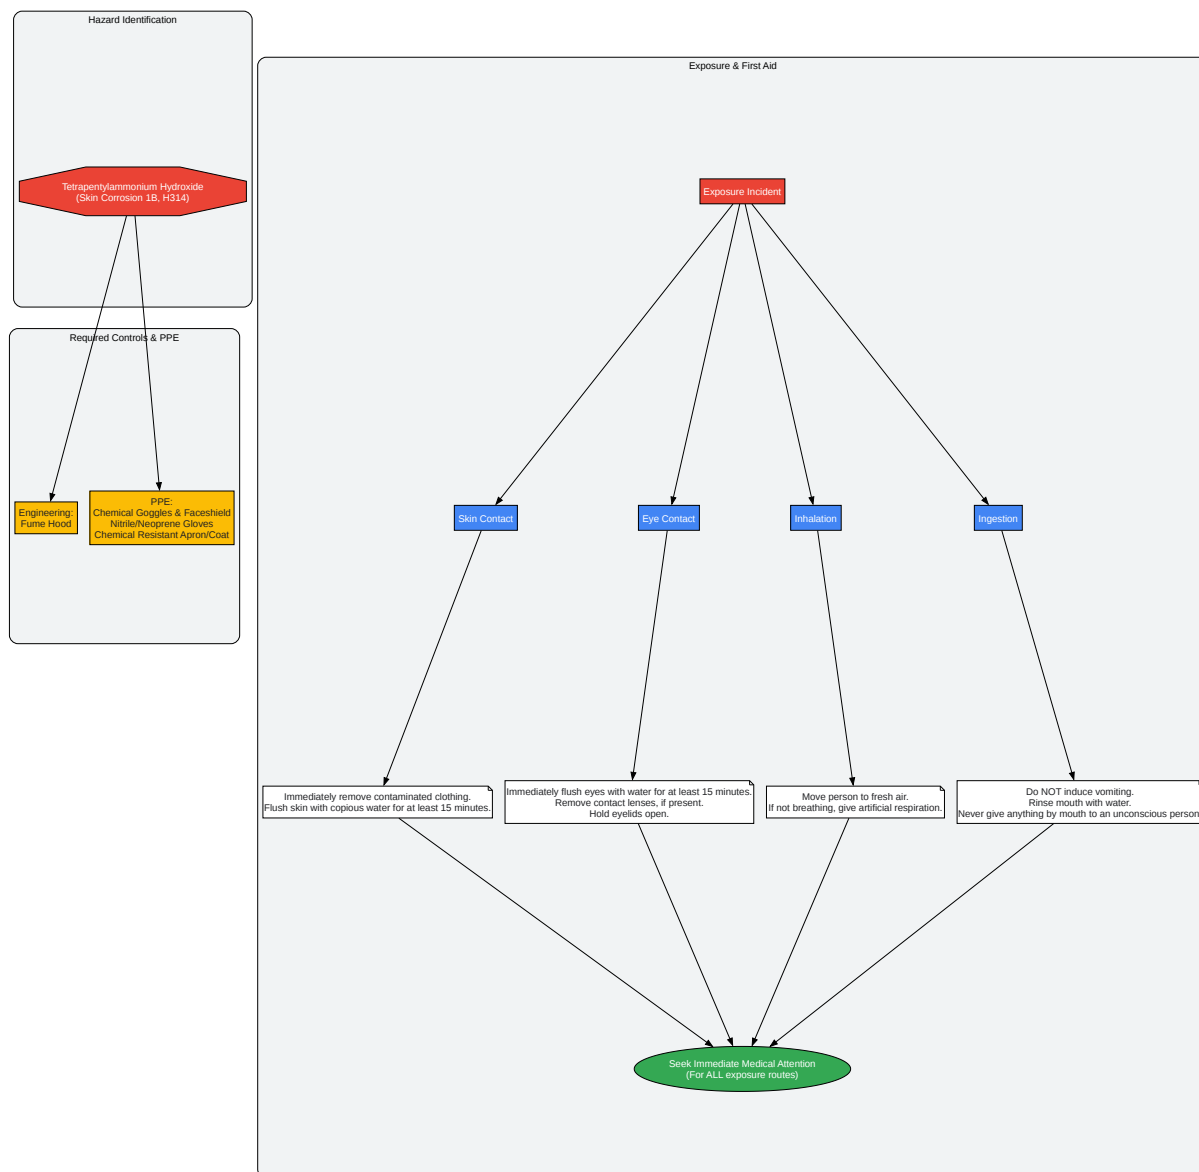 Hazard Identification
Tetrapentylammonium Hydroxide
(Skin Corrosion 1B, H314)
Required Controls & PPE
Engineering:
Fume Hood
PPE:
Chemical Goggles & Faceshield
Nitrile/Neoprene Gloves
Chemical Resistant Apron/Coat
Exposure & First Aid
Exposure Incident
Skin Contact
Eye Contact
Inhalation
Ingestion
Immediately remove contaminated clothing.
Flush skin with copious water for at least 15 minutes.
Immediately flush eyes with water for at least 15 minutes.
Remove contact lenses, if present.
Hold eyelids open.
Move person to fresh air.
If not breathing, give artificial respiration.
Do NOT induce vomiting.
Rinse mouth with water.
Never give anything by mouth to an unconscious person
Seek Immediate Medical Attention
(For ALL exposure routes)